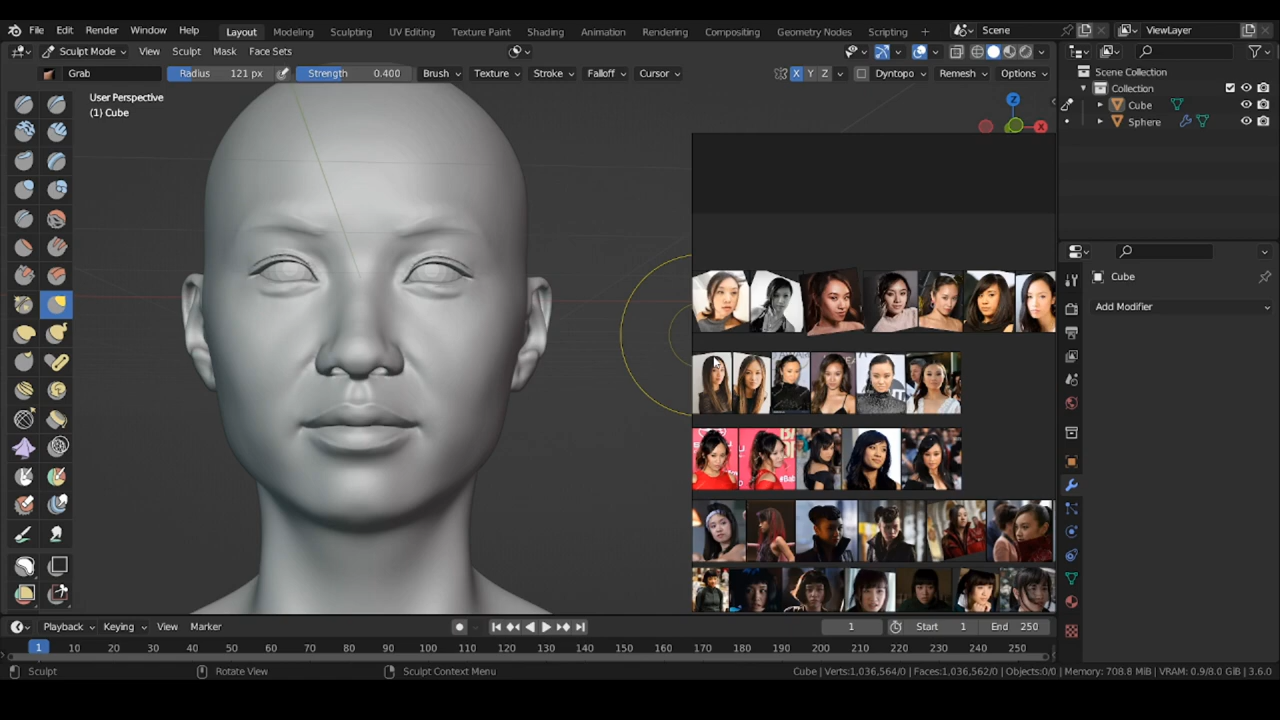 File Edit Render Window Help Layout Modeling Sculpting UV Editing Texture Paint Shading Animation Rendering Compositing Geometry Nodes Scripting + Scene ViewLayer
Sculpt Mode View Sculpt Mask Face Sets
Grab Radius 121 px Strength 0.400 Brush Texture Stroke Falloff Cursor X Y Z Dyntopo Remesh Options
User Perspective
(1) Cube
Z
X
Scene Collection
Collection
Cube
Sphere
Cube
Add Modifier
Playback Keying View Marker 1 Start 1 End 250
1 10 20 30 40 50 60 70 80 90 100 110 120 130 140 150 160 170 180 190 200 210 220 230 240 250
Sculpt Rotate View Sculpt Context Menu Cube | Verts:1,036,564/0 | Faces:1,036,562/0 | Objects:0/0 | Memory: 708.8 MiB | VRAM: 0.9/8.0 GiB | 3.6.0